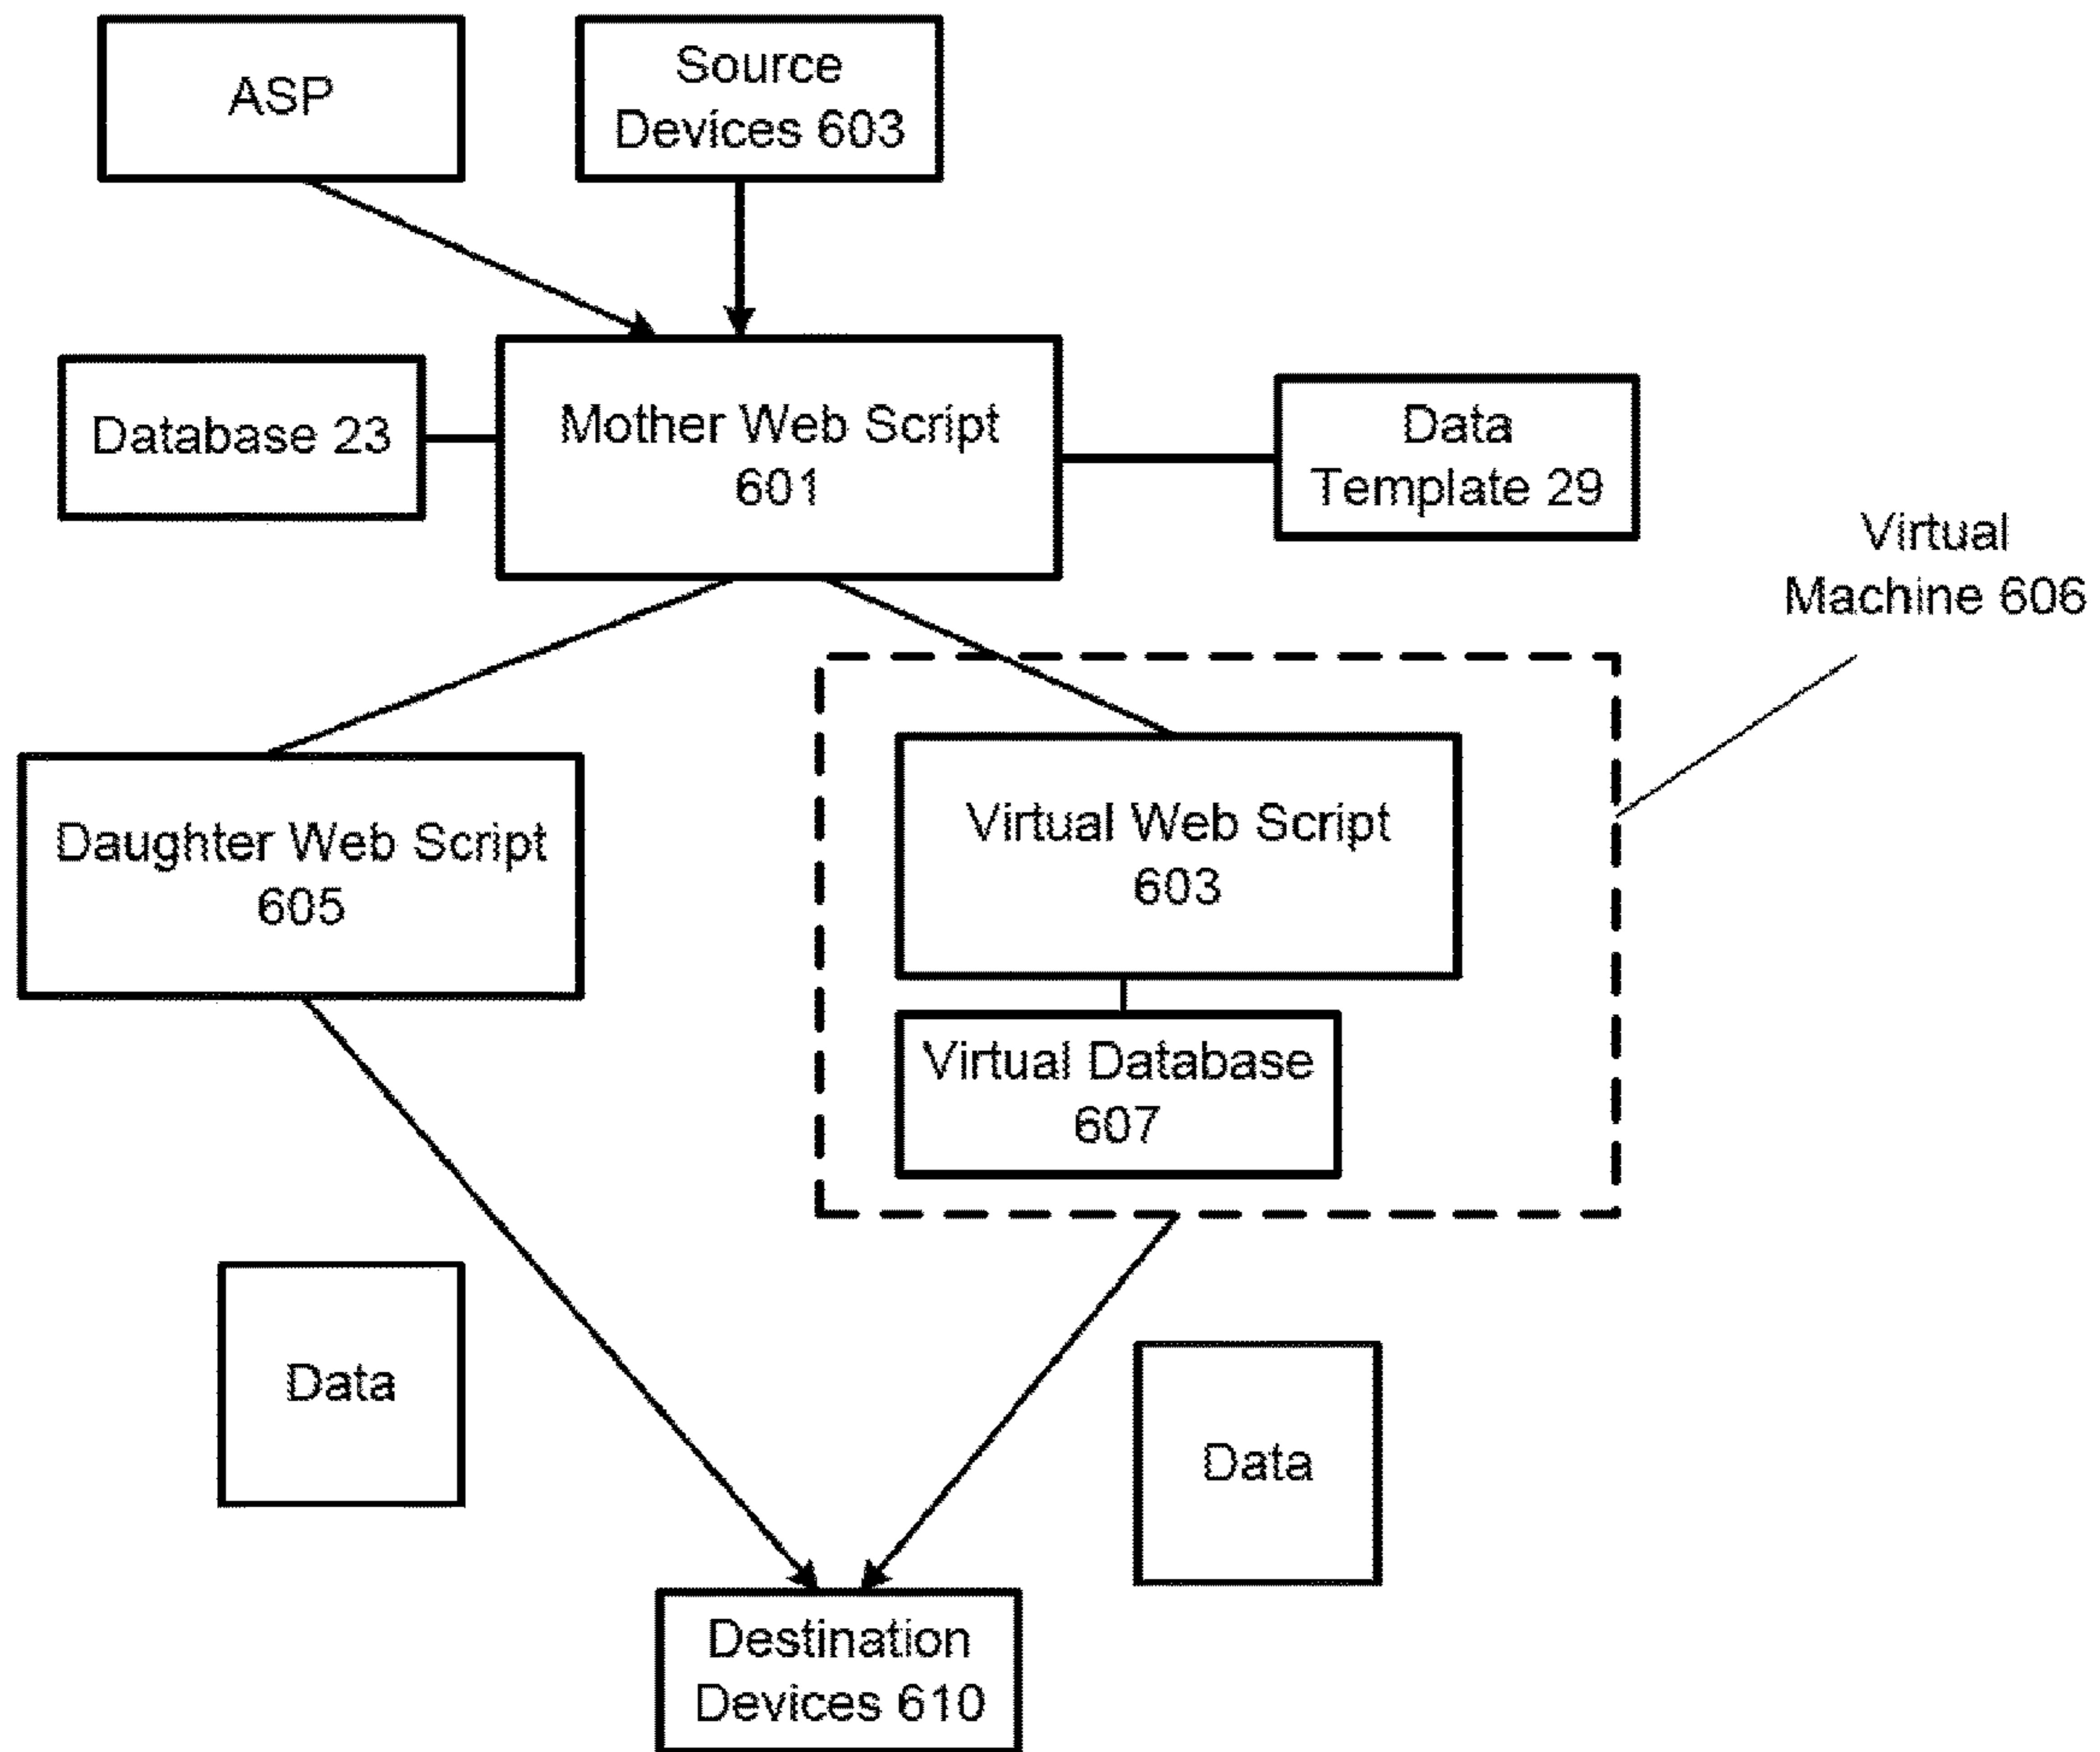 ASP
Source
Devices 603
Database 23
Mother Web Script
601
Data
Template 29
Virtual
Machine 606
Daughter Web Script
605
Virtual Web Script
603
Virtual Database
607
Data
Data
Destination
Devices 610